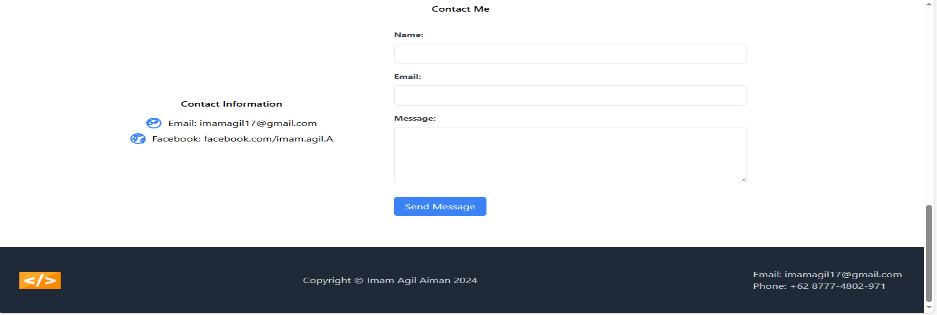 Contact Me
Name:
Email:
Message:
Contact Information
Email: imamagil17@gmail.com
Facebook: facebook.com/imam.agil.A
Send Message
</>
Copyright © Imam Agil Aiman 2024
Email: imamagil17@gmail.com
Phone: +62 8777-4802-971